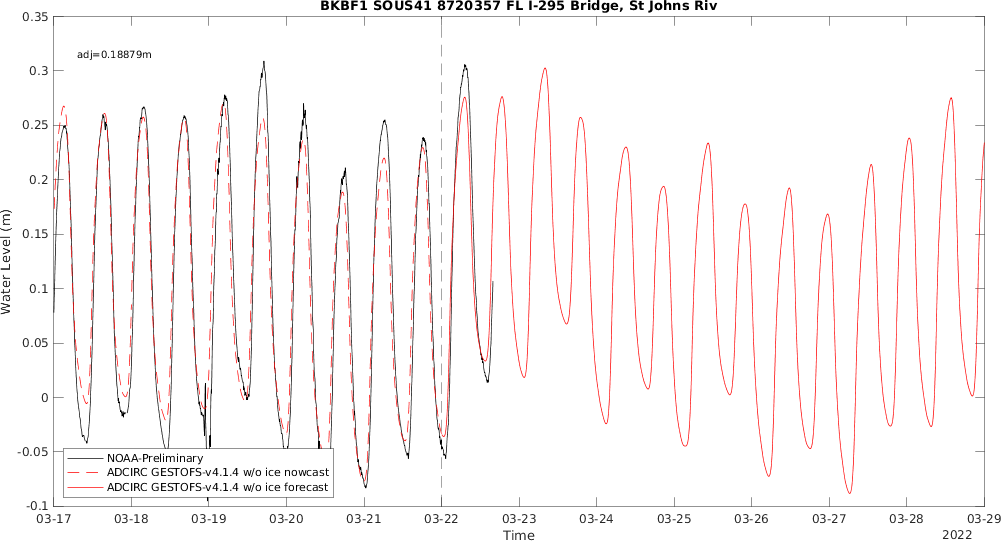 BKBF1 SOUS41 8720357 FL I-295 Bridge, St Johns Riv
adj=0.18879m
0.35
0.3
0.25
0.2
0.15
0.1
0.05
0
-0.05
-0.1
Water Level (m)
NOAA-Preliminary
ADCIRC GESTOFS-v4.1.4 w/o ice nowcast
ADCIRC GESTOFS-v4.1.4 w/o ice forecast
03-17 03-18 03-19 03-20 03-21 03-22 03-23 03-24 03-25 03-26 03-27 03-28 03-29
Time
2022